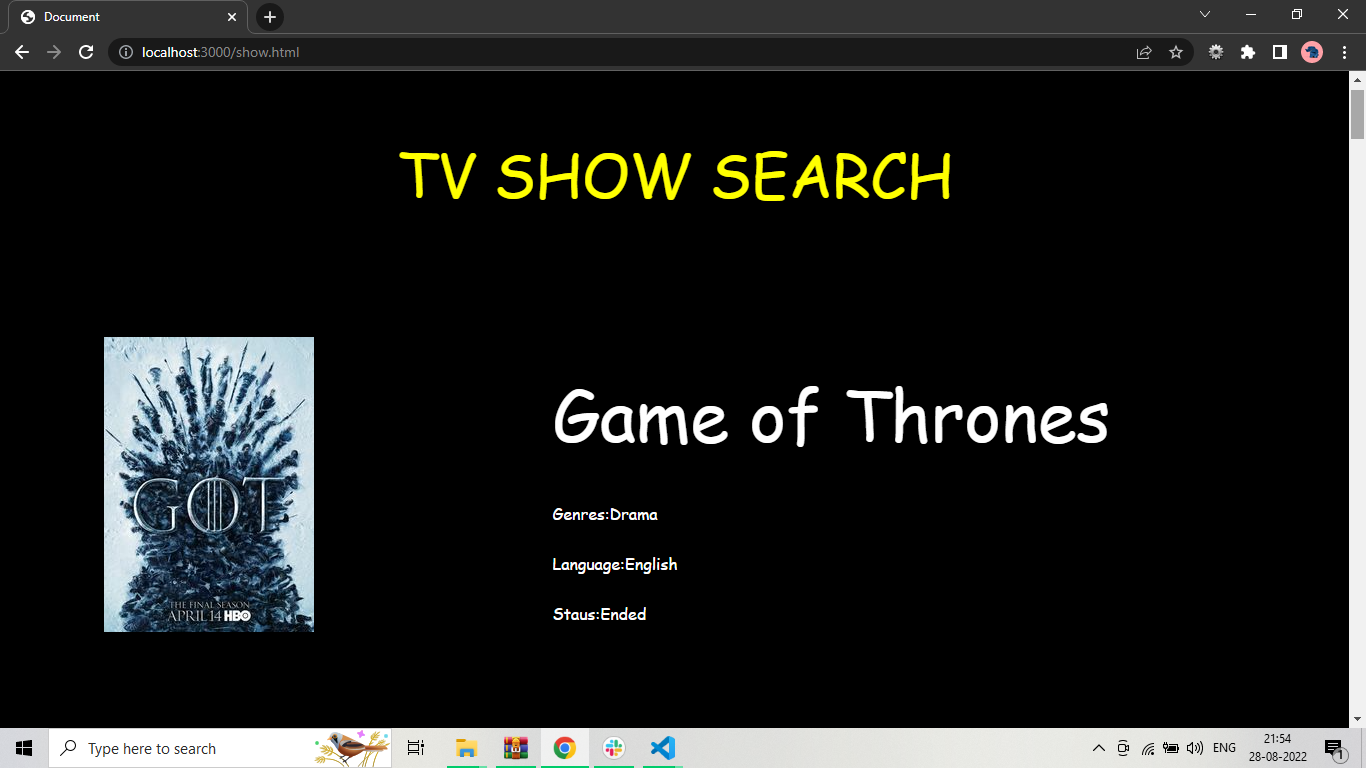 Document
localhost:3000/show.html
TV SHOW SEARCH
GOT
THE FINAL SEASON
APRIL 14 HBO
Game of Thrones
Genres:Drama
Language:English
Staus:Ended
Type here to search
ENG
21:54
28-08-2022
1